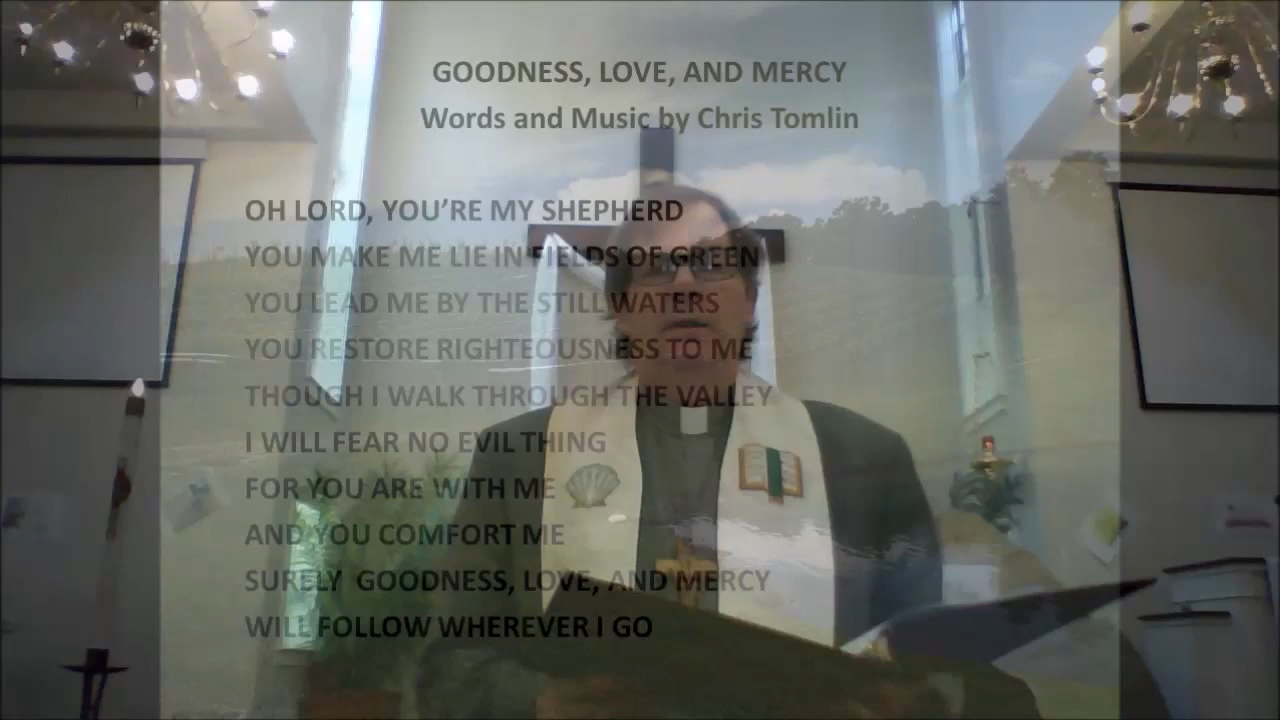 GOODNESS, LOVE, AND MERCY
Words and Music by Chris Tomlin
OH LORD, YOU’RE MY SHEPHERD
YOU MAKE ME LIE IN FIELDS OF GREEN
YOU LEAD ME BY THE STILL WATERS
YOU RESTORE RIGHTEOUSNESS TO ME
THOUGH I WALK THROUGH THE VALLEY
I WILL FEAR NO EVIL THING
FOR YOU ARE WITH ME
AND YOU COMFORT ME
SURELY  GOODNESS, LOVE, AND MERCY
WILL FOLLOW WHEREVER I GO